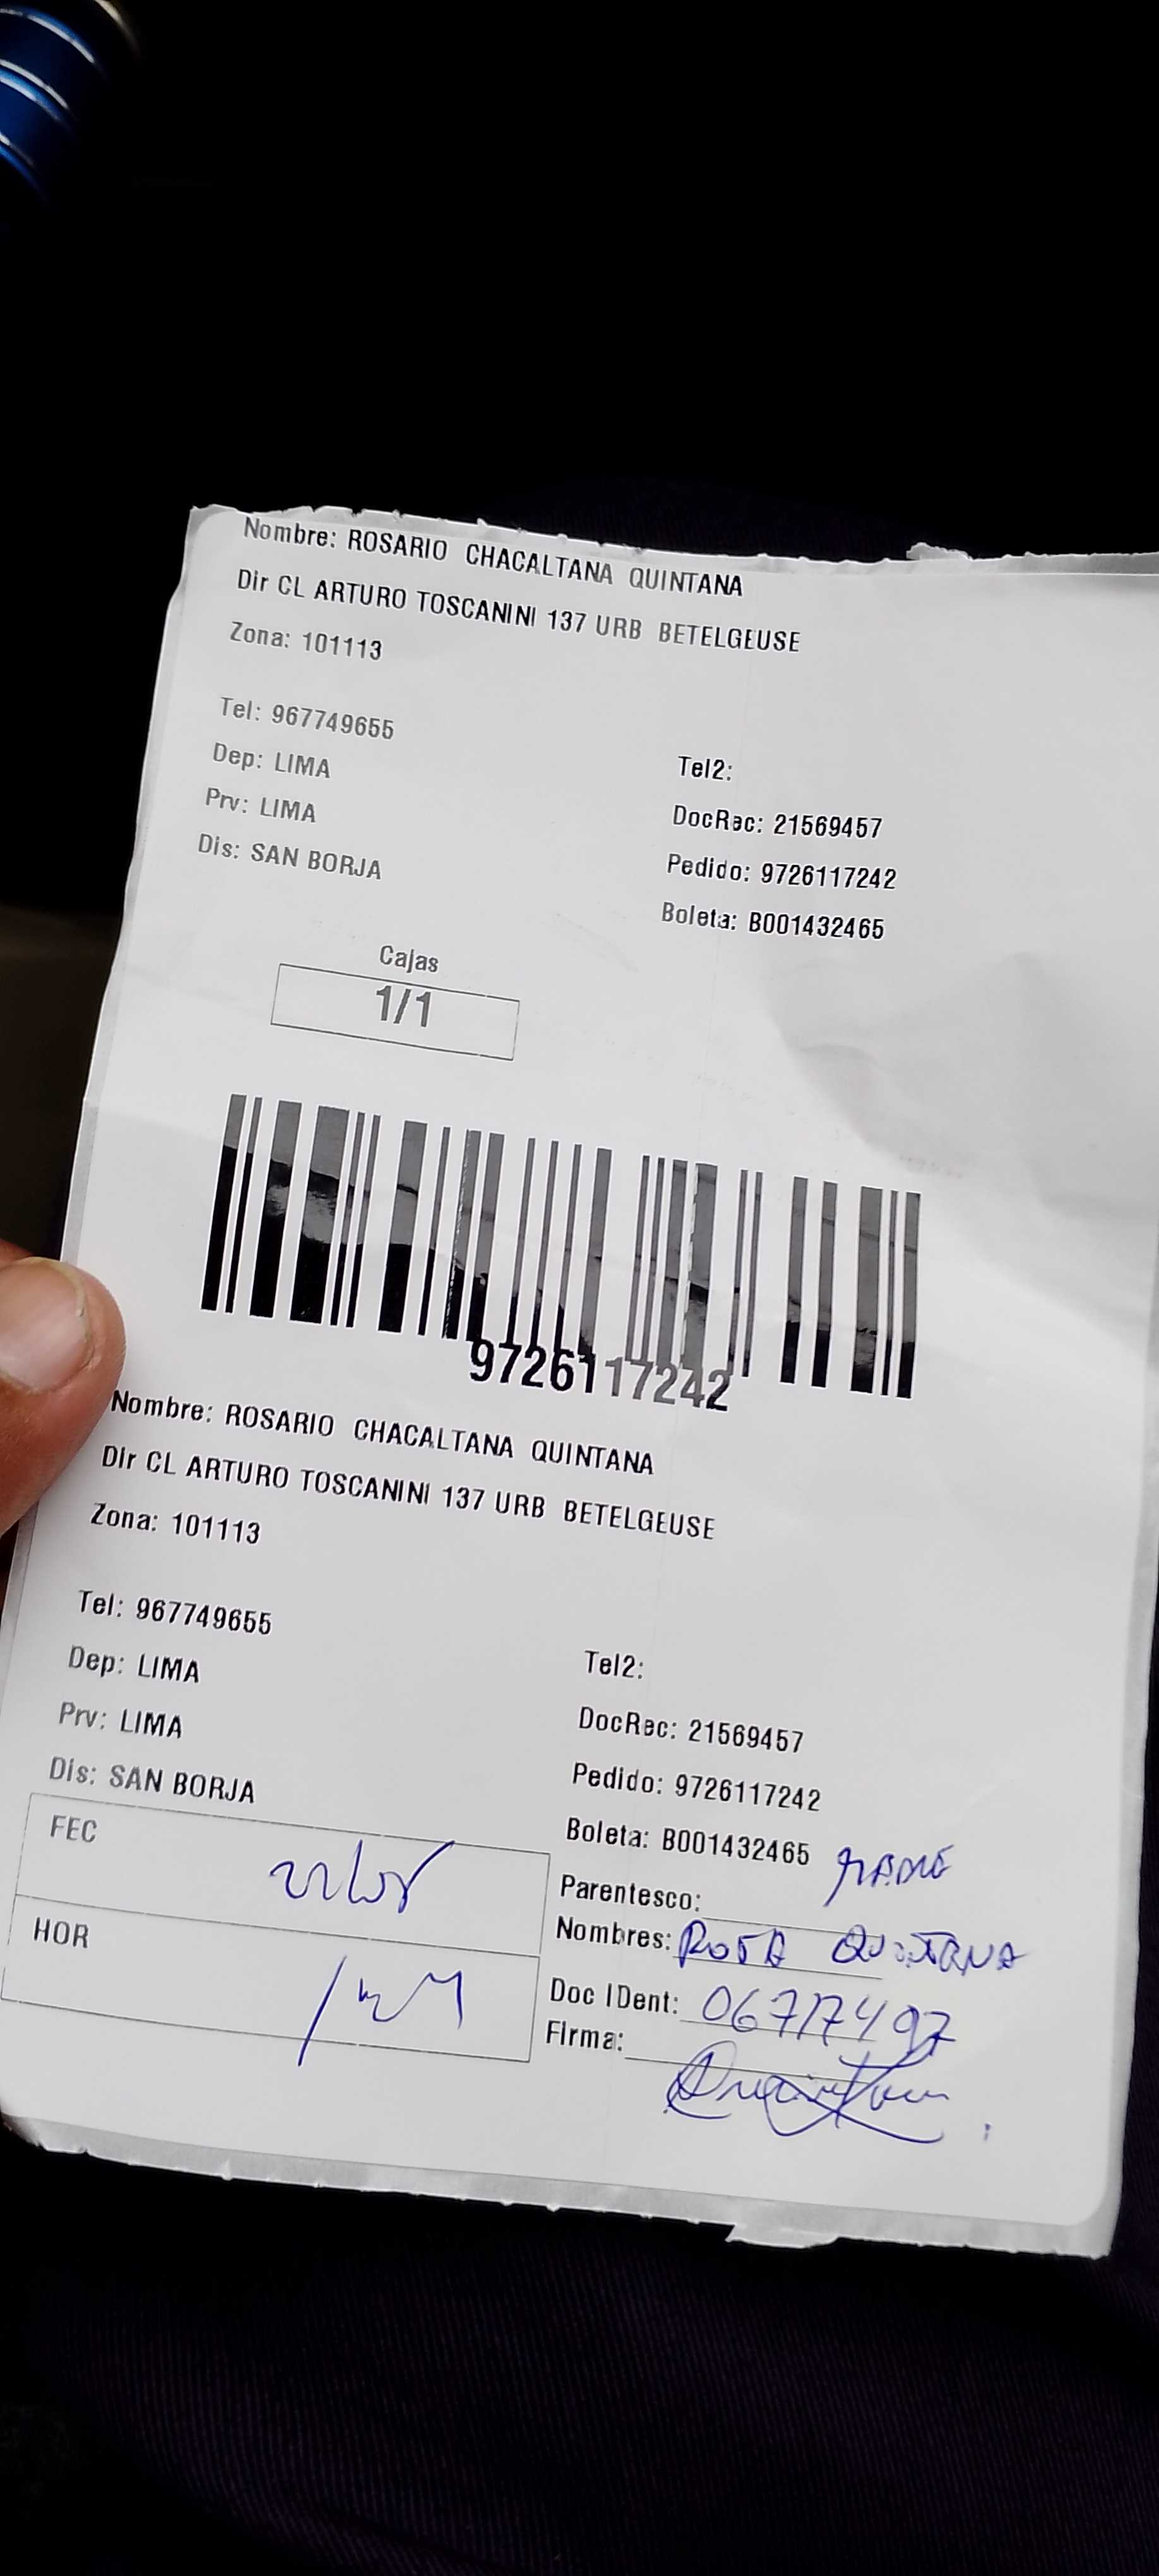 Nombre: ROSARIO CHACALTANA QUINTANA
Dir CL ARTURO TOSCANINI 137 URB BETELGEUSE
Zona: 101113
Tel: 967749655
Tel2:
Dep: LIMA
DocRec: 21569457
Prv: LIMA
Pedido: 9726117242
Dis: SAN BORJA
Boleta: B001432465
Cajas
1/1
9726117242
Nombre: ROSARIO CHACALTANA QUINTANA
Dir CL ARTURO TOSCANINI 137 URB BETELGEUSE
Zona: 101113
Tel: 967749655
Tel2:
Dep: LIMA
DocRec: 21569457
Prv: LIMA
Pedido: 9726117242
Dis: SAN BORJA
Boleta: B001432465
FEC
Parentesco:
HOR
Nombres: ROSA QUINTANA
Doc IDent:
Firma: